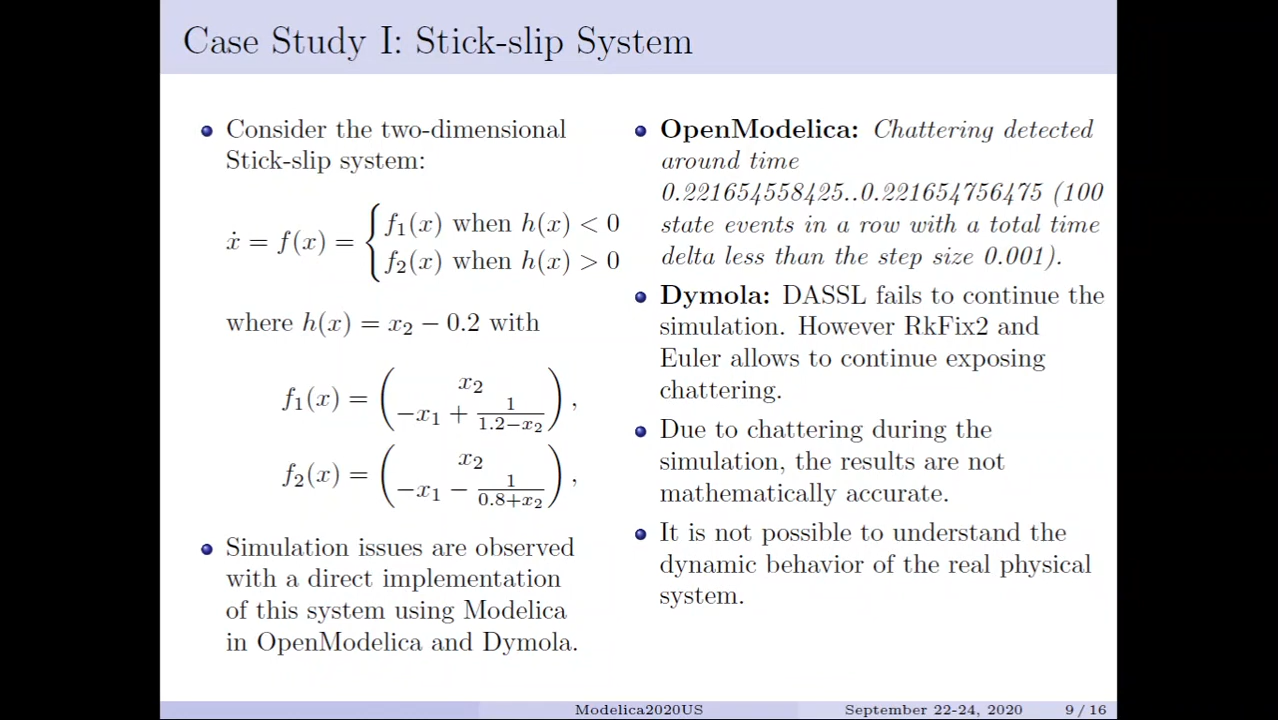 Case Study I: Stick-slip System
• Consider the two-dimensional
Stick-slip system:
ẋ = f(x) = { f₁(x) when h(x) < 0
f₂(x) when h(x) > 0
where h(x) = x₂ − 0.2 with
f₁(x) = ( x₂
−x₁ + 1/(1.2−x₂) ) ,
f₂(x) = ( x₂
−x₁ − 1/(0.8+x₂) ) ,
• Simulation issues are observed
with a direct implementation
of this system using Modelica
in OpenModelica and Dymola.
• OpenModelica: Chattering detected
around time
0.221654558425..0.221654756475 (100
state events in a row with a total time
delta less than the step size 0.001).
• Dymola: DASSL fails to continue the
simulation. However RkFix2 and
Euler allows to continue exposing
chattering.
• Due to chattering during the
simulation, the results are not
mathematically accurate.
• It is not possible to understand the
dynamic behavior of the real physical
system.
Modelica2020US September 22-24, 2020 9 / 16